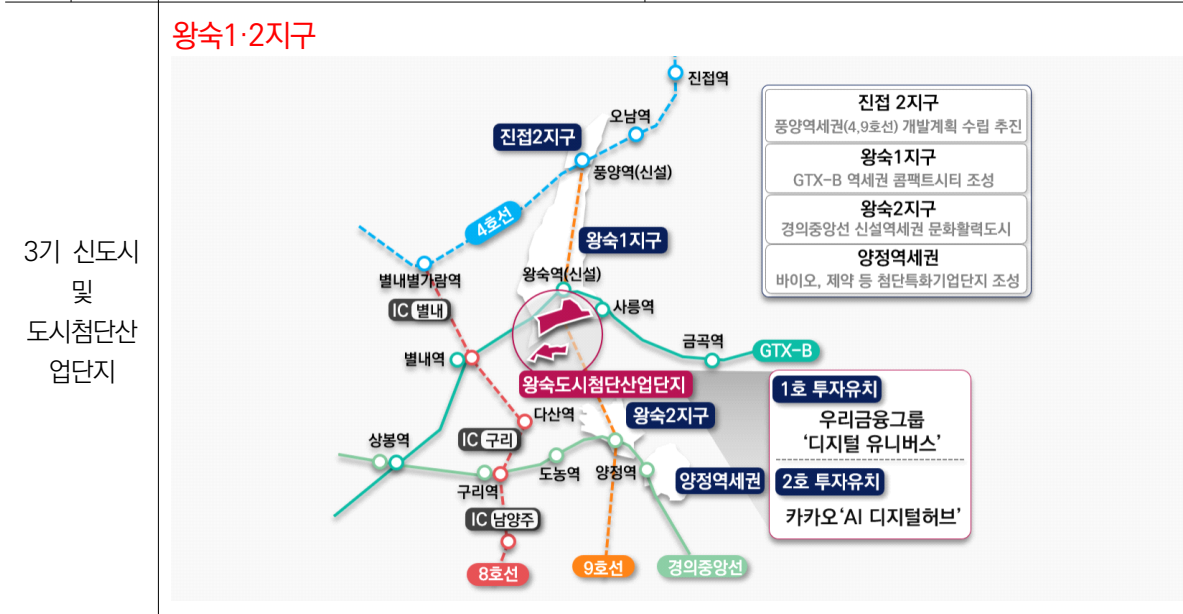 3기 신도시
및
도시첨단산
업단지
왕숙1·2지구
진접역
오남역
진접2지구
풍양역(신설)
4호선
왕숙1지구
별내별가람역
왕숙역(신설)
IC 별내
사릉역
별내역
금곡역
GTX-B
왕숙도시첨단산업단지
다산역
왕숙2지구
상봉역
IC 구리
구리역
도농역
양정역
양정역세권
IC 남양주
8호선
9호선
경의중앙선
진접 2지구
풍양역세권(4,9호선) 개발계획 수립 추진
왕숙1지구
GTX-B 역세권 콤팩트시티 조성
왕숙2지구
경의중앙선 신설역세권 문화활력도시
양정역세권
바이오, 제약 등 첨단특화기업단지 조성
1호 투자유치
우리금융그룹
‘디지털 유니버스’
2호 투자유치
카카오‘AI 디지털허브’